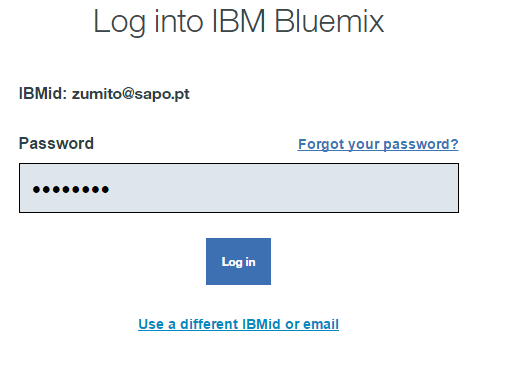 Log into IBM Bluemix
IBMid: zumito@sapo.pt
Password Forgot your password?
••••••••
Log in
Use a different IBMid or email